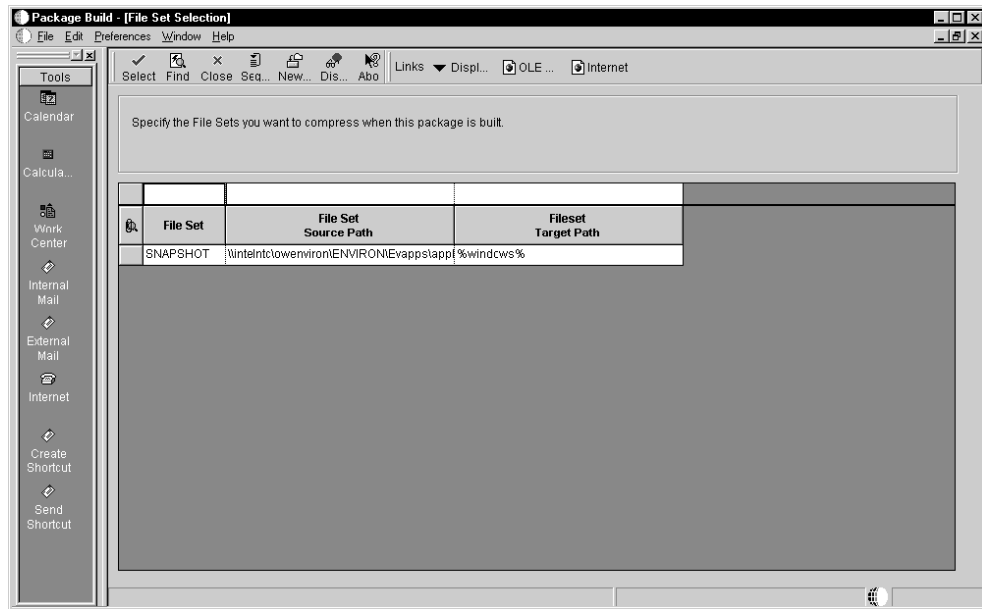 Package Build - [File Set Selection]
File Edit Preferences Window Help
Select Find Close Seq... New... Dis... Abo Links Displ... OLE ... Internet
Tools
Calendar
Calcula...
Work
Center
Internal
Mail
External
Mail
Internet
Create
Shortcut
Send
Shortcut
Specify the File Sets you want to compress when this package is built.
File Set
File Set
Source Path
Fileset
Target Path
SNAPSHOT \\intelntc\owenviron\ENVIRON\Evapps\appl %windcws%